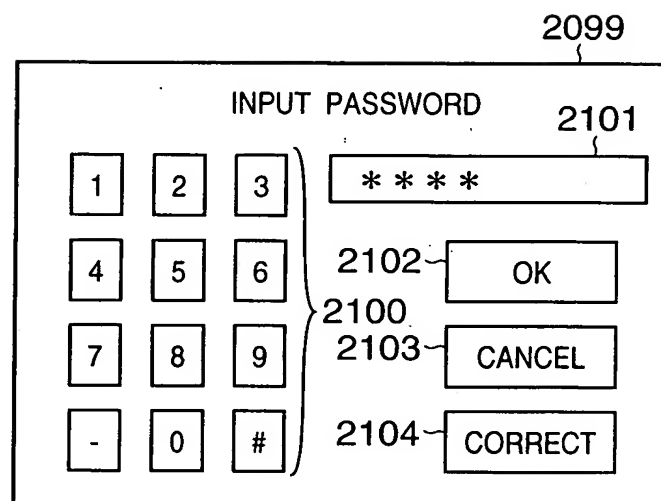 2099
INPUT PASSWORD
2101
1 2 3
* * * *
4 5 6
2102
OK
2100
7 8 9
2103
CANCEL
- 0 #
2104
CORRECT